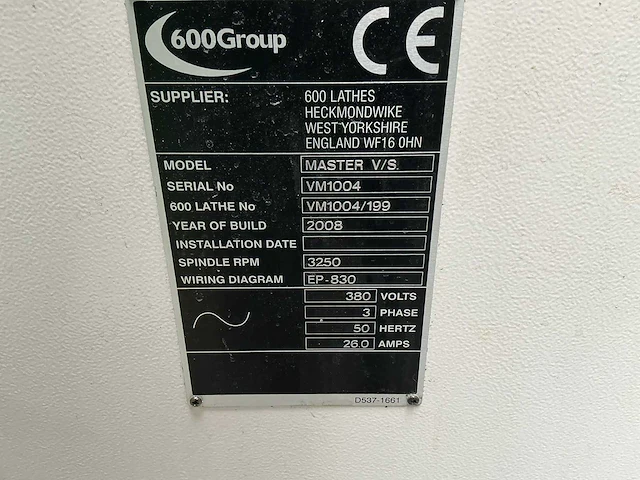 600Group CE
SUPPLIER: 600 LATHES
HECKMONDWIKE
WEST YORKSHIRE
ENGLAND WF16 0HN
MODEL MASTER V/S.
SERIAL No VM1004
600 LATHE No VM1004/199
YEAR OF BUILD 2008
INSTALLATION DATE
SPINDLE RPM 3250
WIRING DIAGRAM EP-830
380 VOLTS
3 PHASE
50 HERTZ
26.0 AMPS
D537-1661